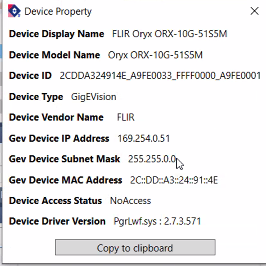 Device Property
Device Display Name FLIR Oryx ORX-10G-51S5M
Device Model Name Oryx ORX-10G-51S5M
Device ID 2CDDA324914E_A9FE0033_FFFF0000_A9FE0001
Device Type GigEVision
Device Vendor Name FLIR
Gev Device IP Address 169.254.0.51
Gev Device Subnet Mask 255.255.0.0
Gev Device MAC Address 2C::DD::A3::24::91::4E
Device Access Status NoAccess
Device Driver Version PgrLwf.sys : 2.7.3.571
Copy to clipboard